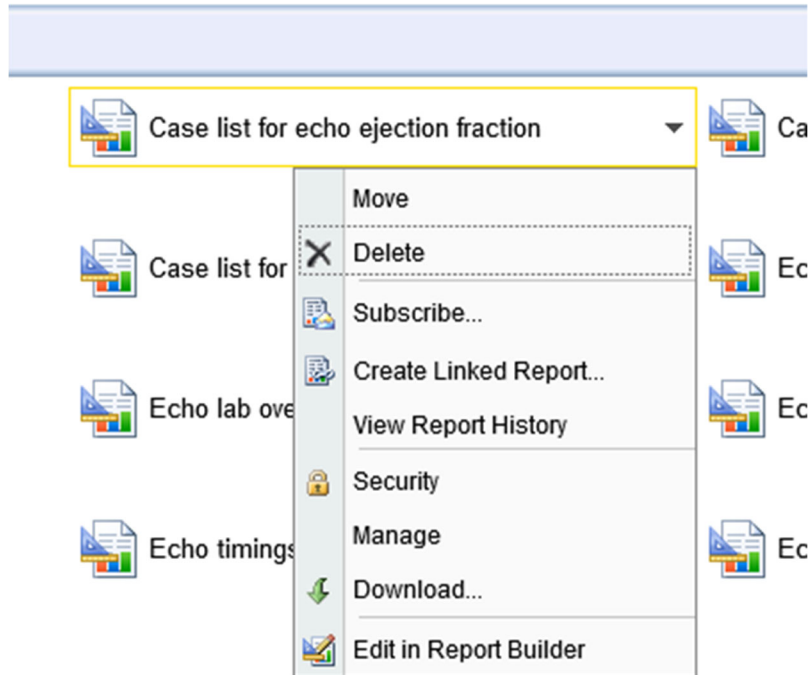 Case list for echo ejection fraction
Ca
Move
Delete
Case list for
Ec
Subscribe...
Create Linked Report...
Echo lab ove
Ec
View Report History
Security
Manage
Echo timings
Ec
Download...
Edit in Report Builder